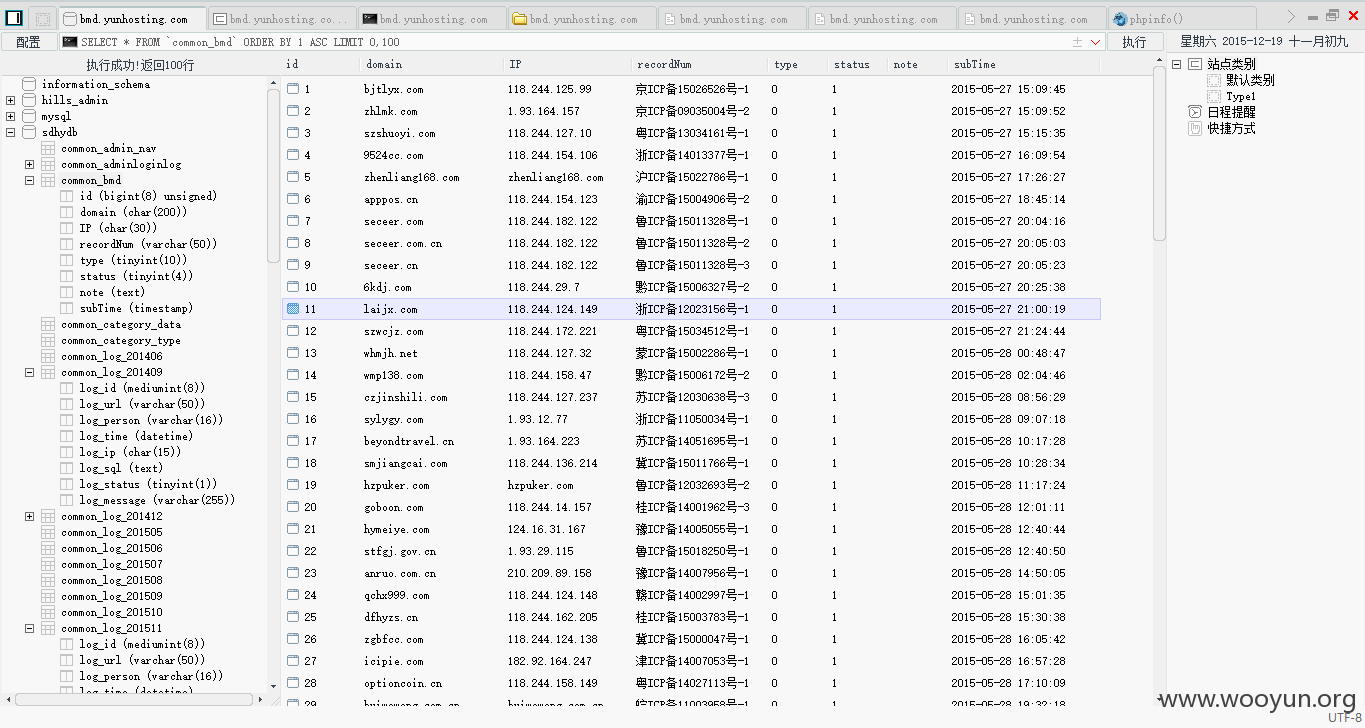 bmd.yunhosting.com bmd.yunhosting.co... bmd.yunhosting.com bmd.yunhosting.com bmd.yunhosting.com bmd.yunhosting.com bmd.yunhosting.com phpinfo()
配置 SELECT * FROM `common_bmd` ORDER BY 1 ASC LIMIT 0,100 执行 星期六 2015-12-19 十一月初九
执行成功!返回100行
information_schema
hills_admin
mysql
sdhydb
common_admin_nav
common_adminloginlog
common_bmd
id (bigint(8) unsigned)
domain (char(200))
IP (char(30))
recordNum (varchar(50))
type (tinyint(10))
status (tinyint(4))
note (text)
subTime (timestamp)
common_category_data
common_category_type
common_log_201406
common_log_201409
log_id (mediumint(8))
log_url (varchar(50))
log_person (varchar(16))
log_time (datetime)
log_ip (char(15))
log_sql (text)
log_status (tinyint(1))
log_message (varchar(255))
common_log_201412
common_log_201505
common_log_201506
common_log_201507
common_log_201508
common_log_201509
common_log_201510
common_log_201511
log_id (mediumint(8))
log_url (varchar(50))
log_person (varchar(16))
log_time (datetime)
id domain IP recordNum type status note subTime
1 bjtlyx.com 118.244.125.99 京ICP备15026526号-1 0 1 2015-05-27 15:09:45
2 zhlmk.com 1.93.164.157 京ICP备09035004号-2 0 1 2015-05-27 15:09:52
3 szshuoyi.com 118.244.127.10 粤ICP备13034161号-1 0 1 2015-05-27 15:15:35
4 9524cc.com 118.244.154.106 浙ICP备14013377号-1 0 1 2015-05-27 16:09:54
5 zhenliang168.com zhenliang168.com 沪ICP备15022786号-1 0 1 2015-05-27 17:26:27
6 apppos.cn 118.244.154.123 渝ICP备15004906号-2 0 1 2015-05-27 18:45:14
7 seceer.com 118.244.182.122 鲁ICP备15011328号-1 0 1 2015-05-27 20:04:16
8 seceer.com.cn 118.244.182.122 鲁ICP备15011328号-2 0 1 2015-05-27 20:05:03
9 seceer.cn 118.244.182.122 鲁ICP备15011328号-3 0 1 2015-05-27 20:05:23
10 6kdj.com 118.244.29.7 黔ICP备15006327号-2 0 1 2015-05-27 20:25:38
11 laijx.com 118.244.124.149 浙ICP备12023156号-1 0 1 2015-05-27 21:00:19
12 szwcjz.com 118.244.172.221 粤ICP备15034512号-1 0 1 2015-05-27 21:24:44
13 whmjh.net 118.244.127.32 蒙ICP备15002286号-1 0 1 2015-05-28 00:48:47
14 wmp138.com 118.244.158.47 黔ICP备15006172号-2 0 1 2015-05-28 02:04:46
15 czjinshili.com 118.244.127.237 苏ICP备12030638号-3 0 1 2015-05-28 08:56:29
16 sylygy.com 1.93.12.77 浙ICP备11050034号-1 0 1 2015-05-28 09:07:18
17 beyondtravel.cn 1.93.164.223 苏ICP备14051695号-1 0 1 2015-05-28 10:17:28
18 smjiangcai.com 118.244.136.214 冀ICP备15011766号-1 0 1 2015-05-28 10:28:34
19 hzpuker.com hzpuker.com 鲁ICP备12032693号-2 0 1 2015-05-28 11:17:24
20 goboon.com 118.244.14.157 桂ICP备14001962号-3 0 1 2015-05-28 12:01:11
21 hymeiye.com 124.16.31.167 豫ICP备14005055号-1 0 1 2015-05-28 12:40:44
22 stfgj.gov.cn 1.93.29.115 鲁ICP备15018250号-1 0 1 2015-05-28 12:40:50
23 anruo.com.cn 210.209.89.158 豫ICP备14007956号-1 0 1 2015-05-28 14:50:05
24 qchx999.com 118.244.124.148 赣ICP备14002997号-1 0 1 2015-05-28 15:01:35
25 dfhyzs.cn 118.244.162.205 桂ICP备15003783号-1 0 1 2015-05-28 15:30:38
26 zgbfcc.com 118.244.124.138 冀ICP备15000047号-1 0 1 2015-05-28 16:05:42
27 icipie.com 182.92.164.247 津ICP备14007053号-1 0 1 2015-05-28 16:57:28
28 optioncoin.cn 118.244.158.149 粤ICP备14027113号-1 0 1 2015-05-28 17:10:09
29 皖ICP备11003958号-1 0 1 2015-05-28 19:32:18
站点类别
默认类别
Type1
日程提醒
快捷方式
www.wooyun.org
UTF-8